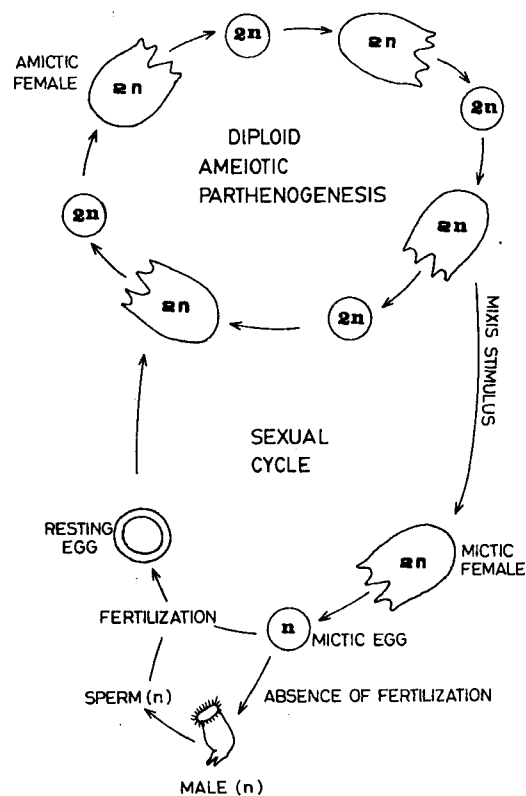 2n
2n
AMICTIC
FEMALE
2n
2n
DIPLOID
AMEIOTIC
PARTHENOGENESIS
2n
2n
2n
2n
MIXIS STIMULUS
SEXUAL
CYCLE
RESTING
EGG
2n
MICTIC
FEMALE
FERTILIZATION
n
MICTIC EGG
SPERM (n)
ABSENCE OF FERTILIZATION
MALE (n)